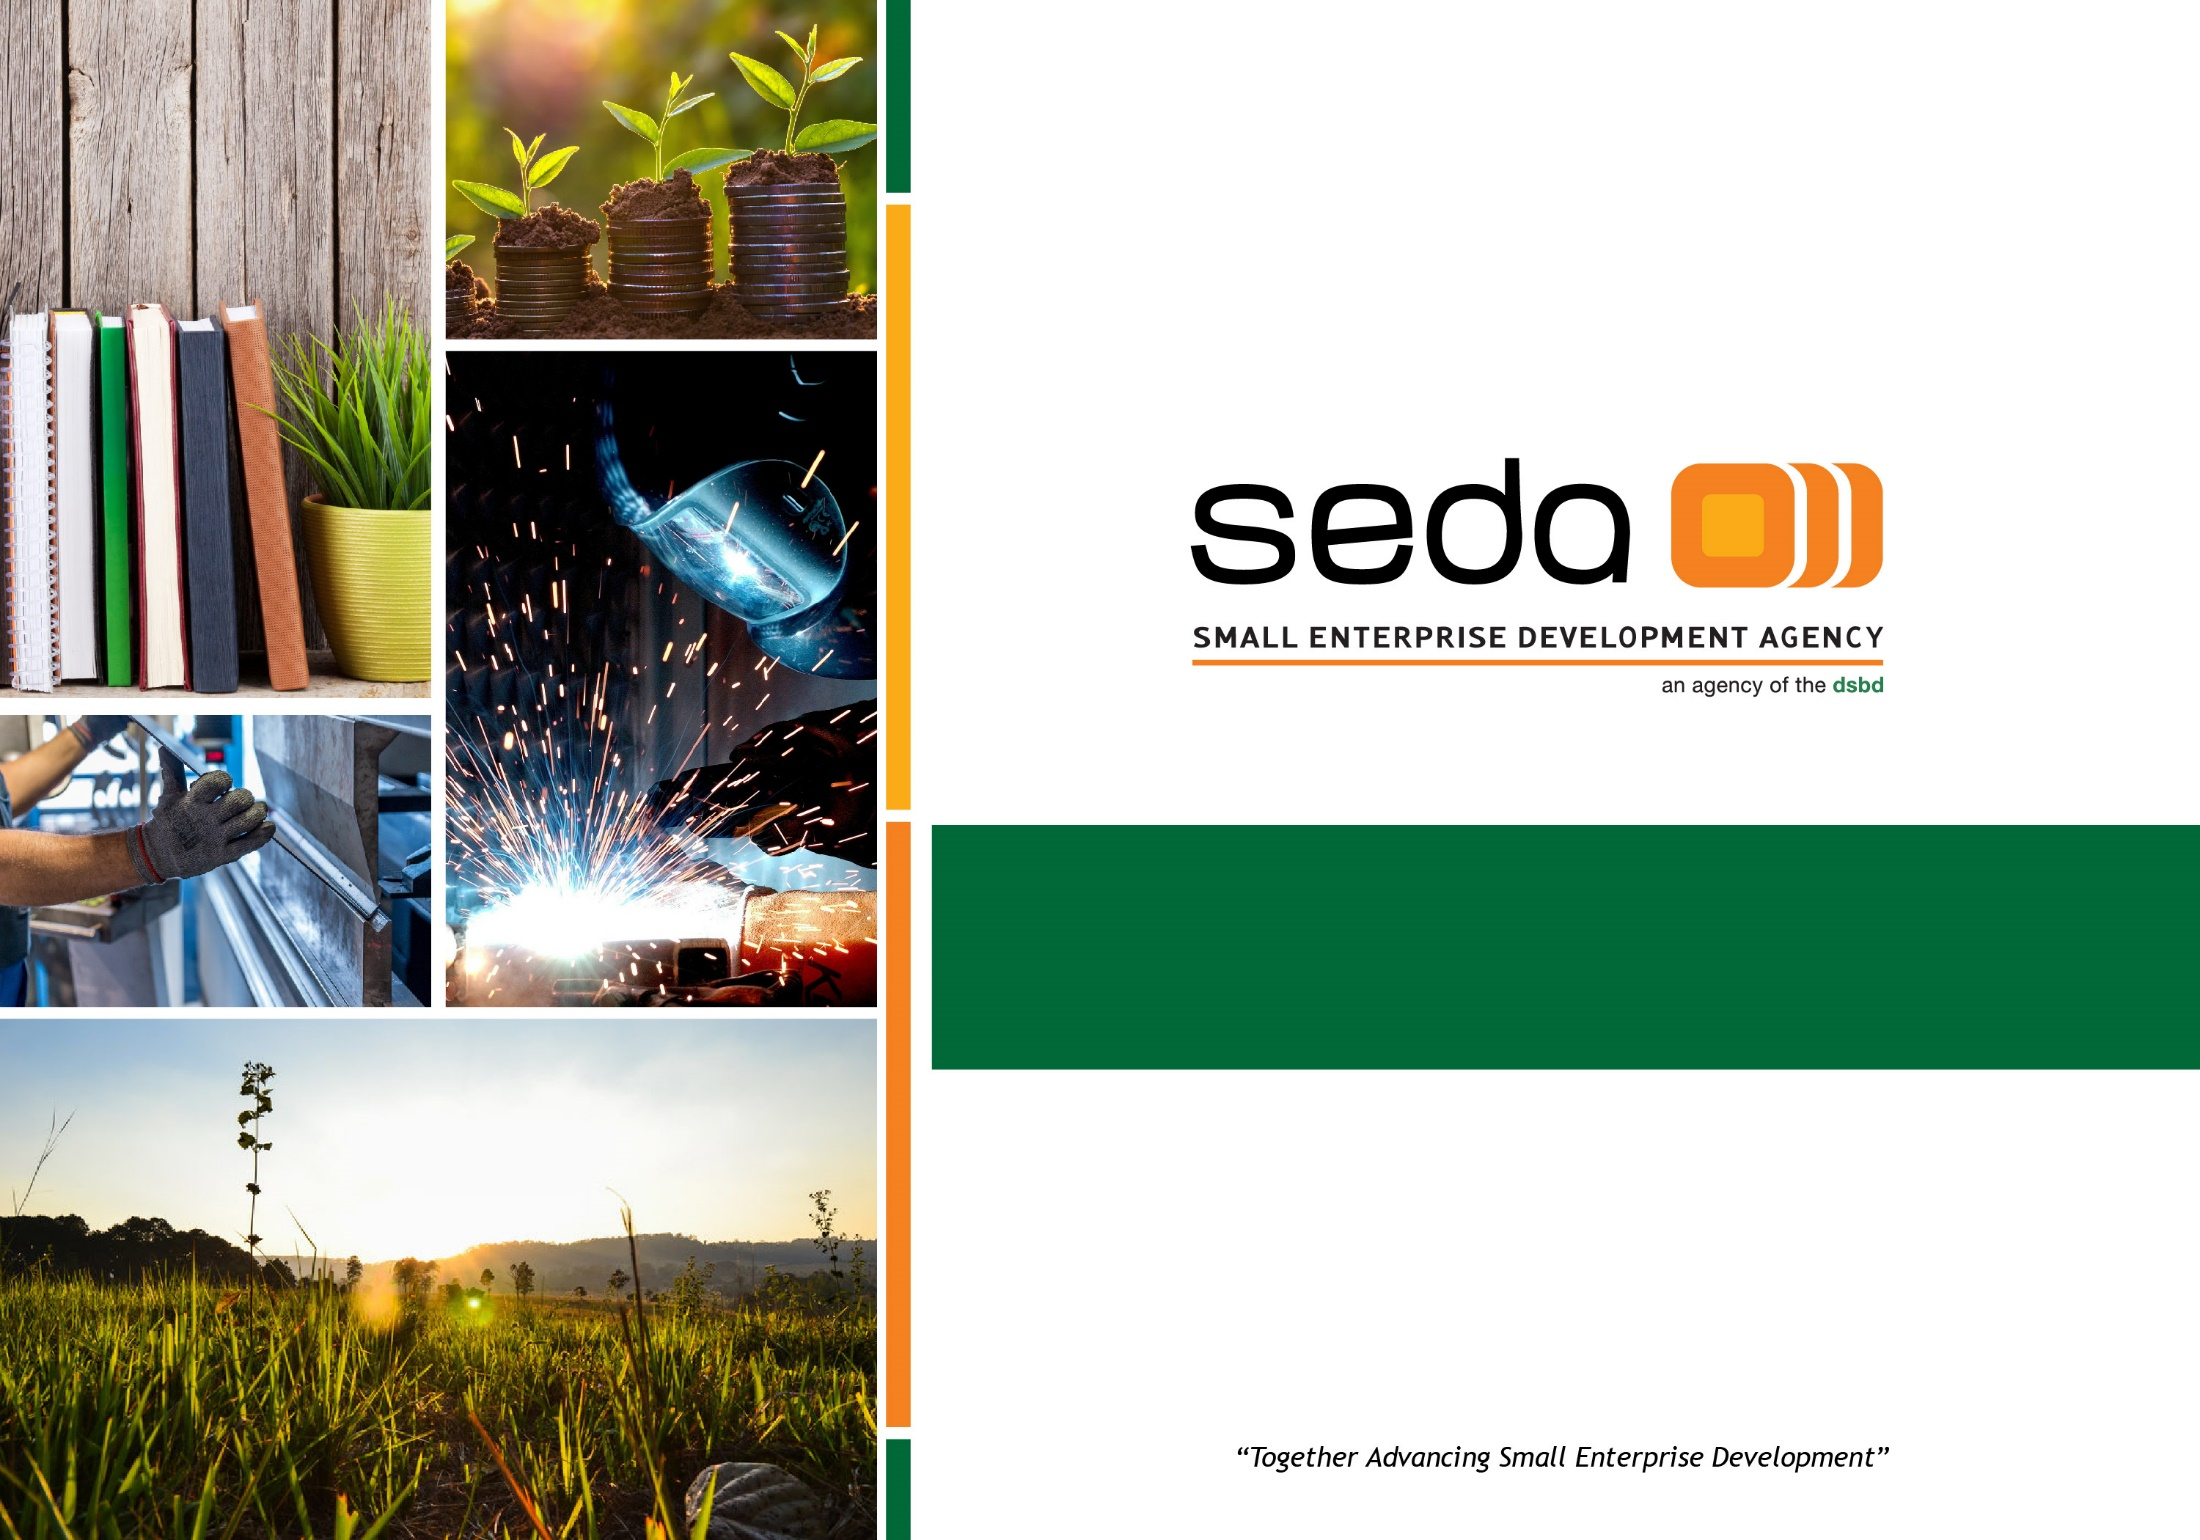 seda
SMALL ENTERPRISE DEVELOPMENT AGENCY
an agency of the dsbd
“Together Advancing Small Enterprise Development”